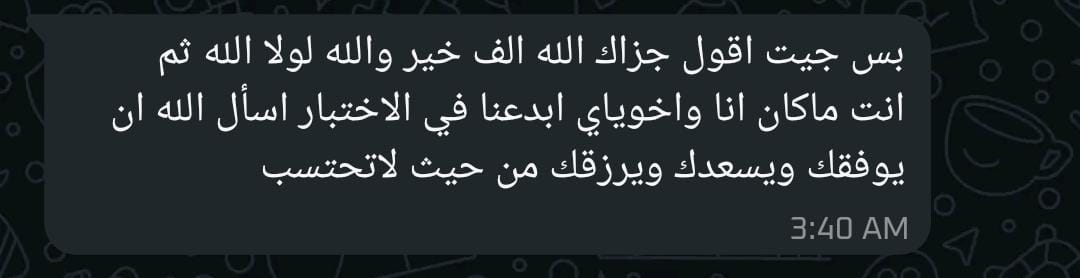 بس جيت اقول جزاك الله الف خير والله لولا الله ثم
انت ماكان انا واخوياي ابدعنا في الاختبار اسأل الله ان
يوفقك ويسعدك ويرزقك من حيث لاتحتسب
3:40 AM